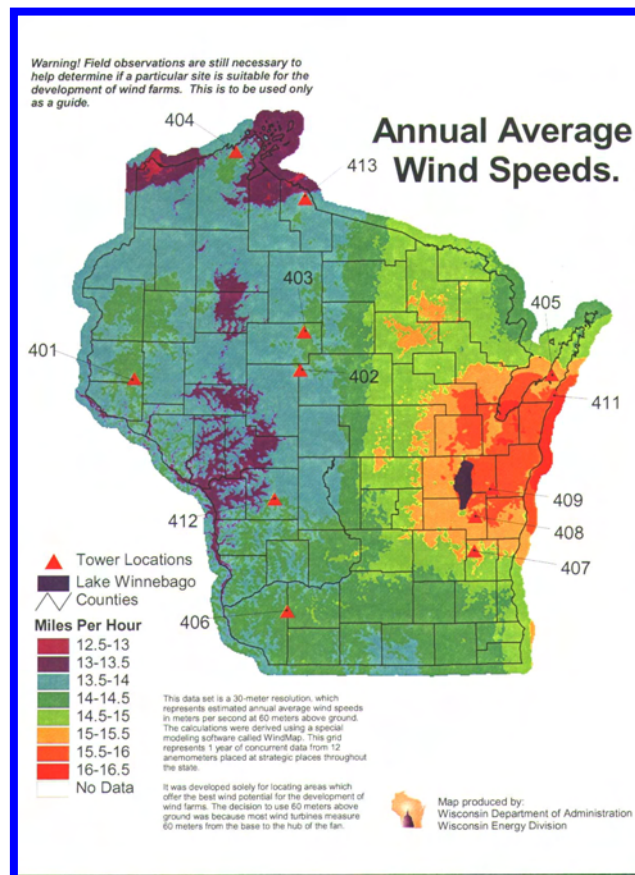 Warning! Field observations are still necessary to
help determine if a particular site is suitable for the
development of wind farms. This is to be used only
as a guide.
Annual Average
Wind Speeds.
404
413
403
405
401
402
411
409
412
408
407
406
Tower Locations
Lake Winnebago
Counties
Miles Per Hour
12.5-13
13-13.5
13.5-14
14-14.5
14.5-15
15-15.5
15.5-16
16-16.5
No Data
This data set is a 30-meter resolution, which
represents estimated annual average wind speeds
in meters per second at 60 meters above ground.
The calculations were derived using a special
modeling software called WindMap. This grid
represents 1 year of concurrent data from 12
anemometers placed at strategic places throughout
the state.
It was developed solely for locating areas which
offer the best wind potential for the development of
wind farms. The decision to use 60 meters above
ground was because most wind turbines measure
60 meters from the base to the hub of the fan.
Map produced by:
Wisconsin Department of Administration
Wisconsin Energy Division